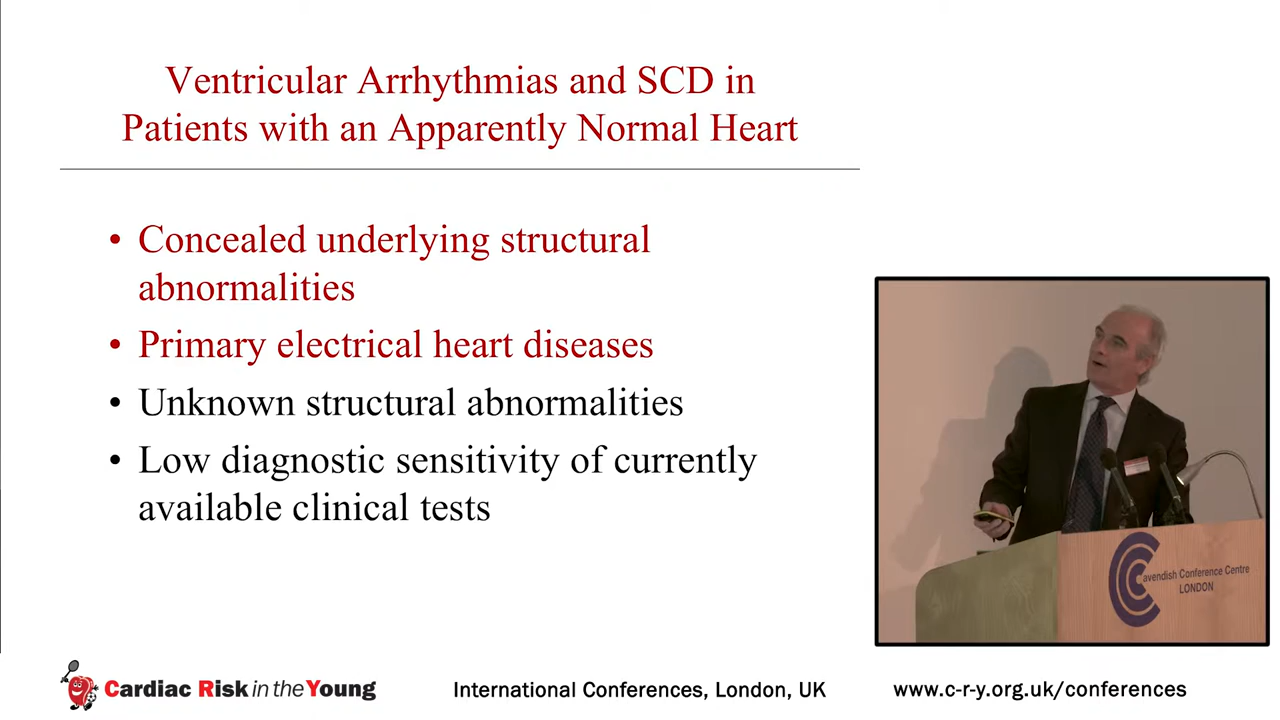 Ventricular Arrhythmias and SCD in
Patients with an Apparently Normal Heart
• Concealed underlying structural
abnormalities
• Primary electrical heart diseases
• Unknown structural abnormalities
• Low diagnostic sensitivity of currently
available clinical tests
avendish Conference Centre
LONDON
Cardiac Risk in the Young
International Conferences, London, UK
www.c-r-y.org.uk/conferences